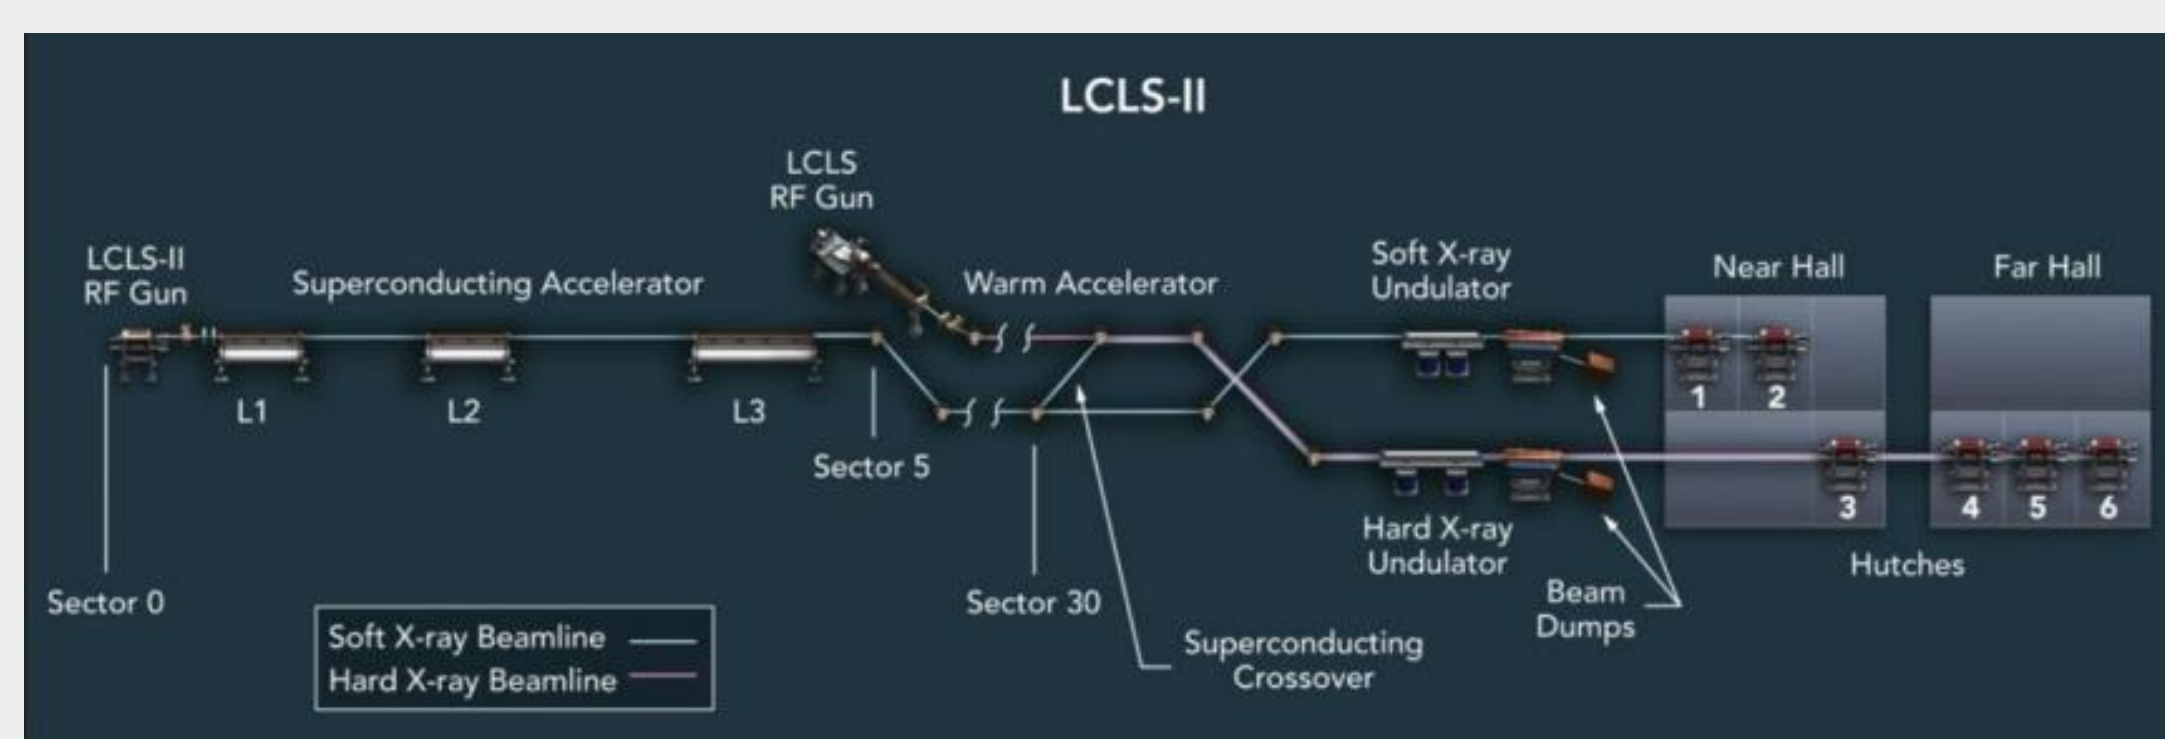 LCLS-II
LCLS
RF Gun
LCLS-II
RF Gun
Superconducting Accelerator
Warm Accelerator
Soft X-ray
Undulator
Near Hall
Far Hall
L1
L2
L3
1
2
Sector 5
3
4
5
6
Hard X-ray
Undulator
Hutches
Sector 0
Sector 30
Beam
Dumps
Soft X-ray Beamline
Hard X-ray Beamline
Superconducting
Crossover